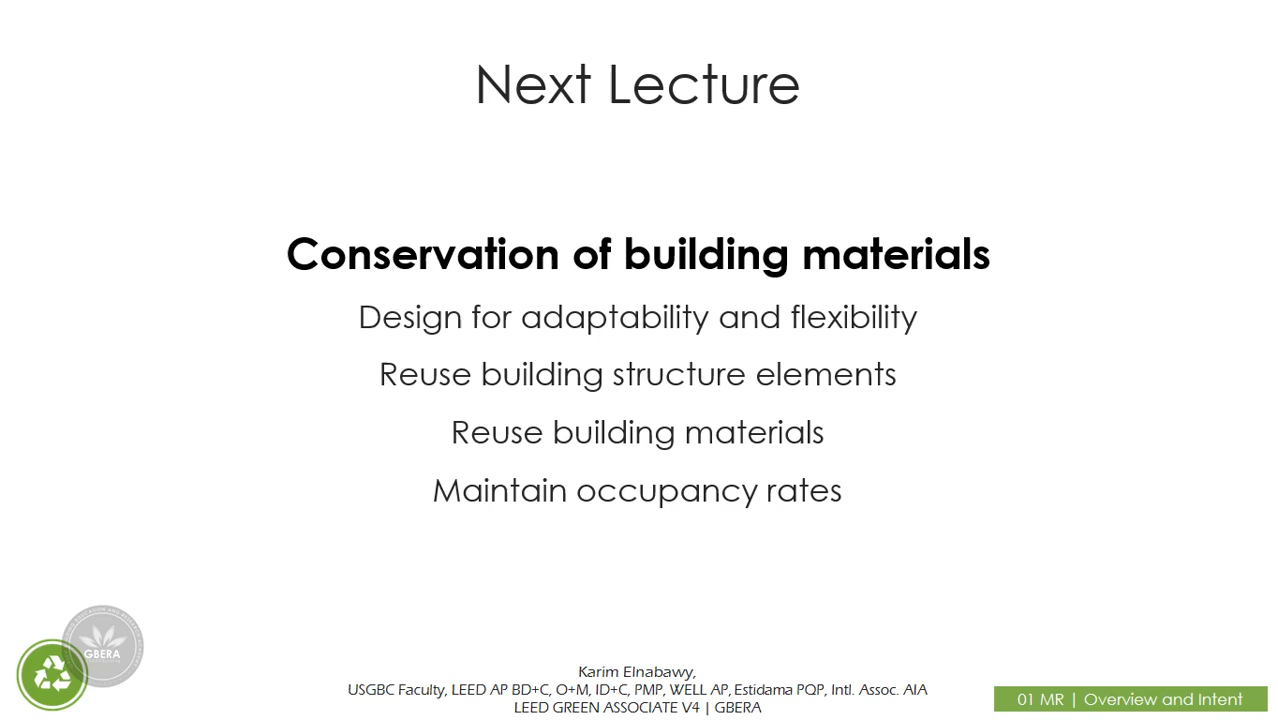 Next Lecture
Conservation of building materials
Design for adaptability and flexibility
Reuse building structure elements
Reuse building materials
Maintain occupancy rates
GBERA
Karim Elnabawy,
USGBC Faculty, LEED AP BD+C, O+M, ID+C, PMP, WELL AP, Estidama PQP, Intl. Assoc. AIA
LEED GREEN ASSOCIATE V4 | GBERA
01 MR | Overview and Intent